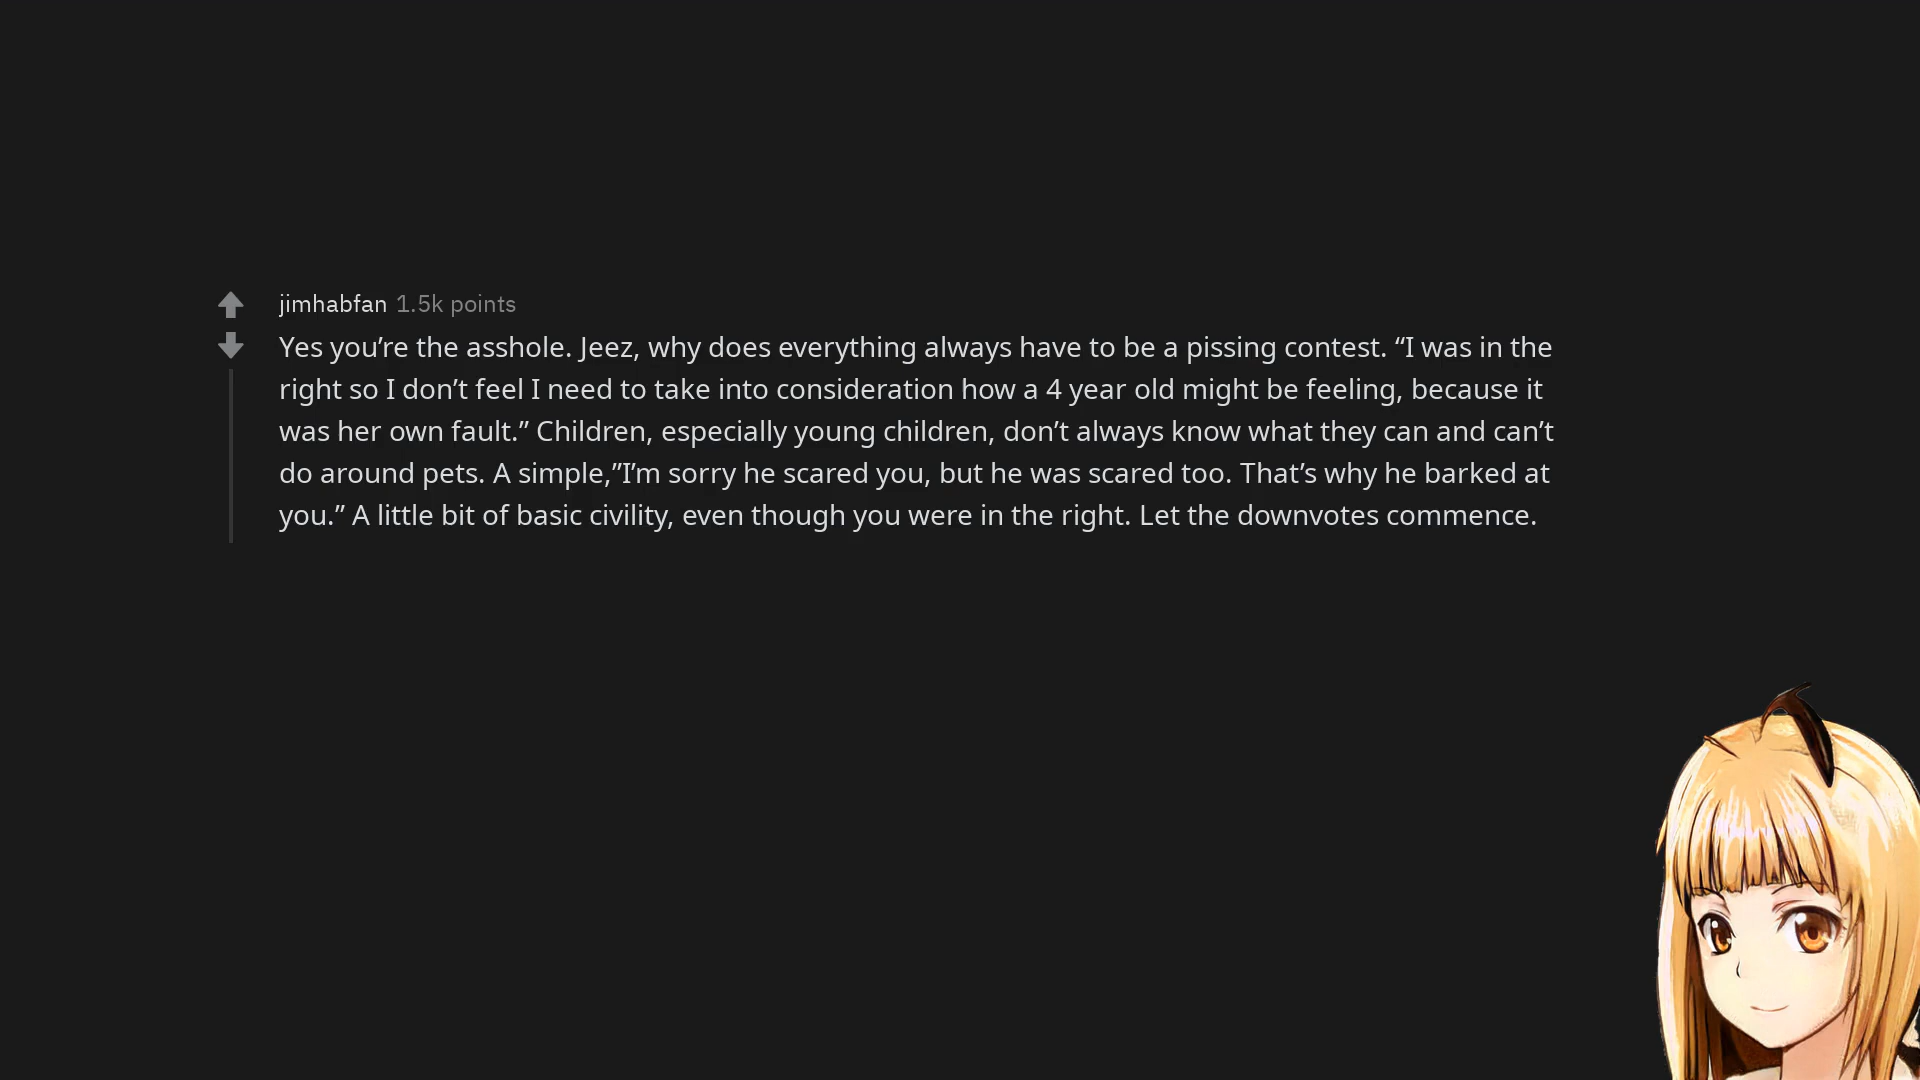 jimhabfan 1.5k points
Yes you’re the asshole. Jeez, why does everything always have to be a pissing contest. “I was in the
right so I don’t feel I need to take into consideration how a 4 year old might be feeling, because it
was her own fault.” Children, especially young children, don’t always know what they can and can’t
do around pets. A simple,”I’m sorry he scared you, but he was scared too. That’s why he barked at
you.” A little bit of basic civility, even though you were in the right. Let the downvotes commence.